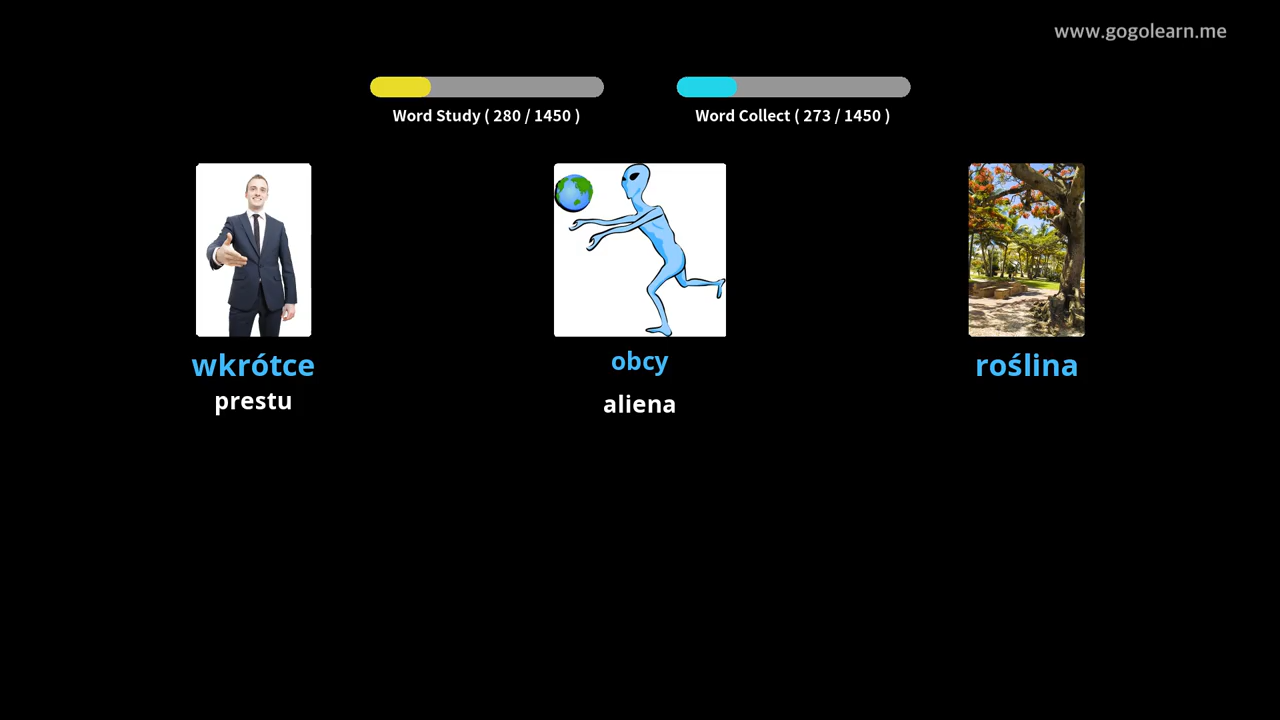 www.gogolearn.me
Word Study ( 280 / 1450 )
Word Collect ( 273 / 1450 )
wkrótce
prestu
obcy
aliena
roślina